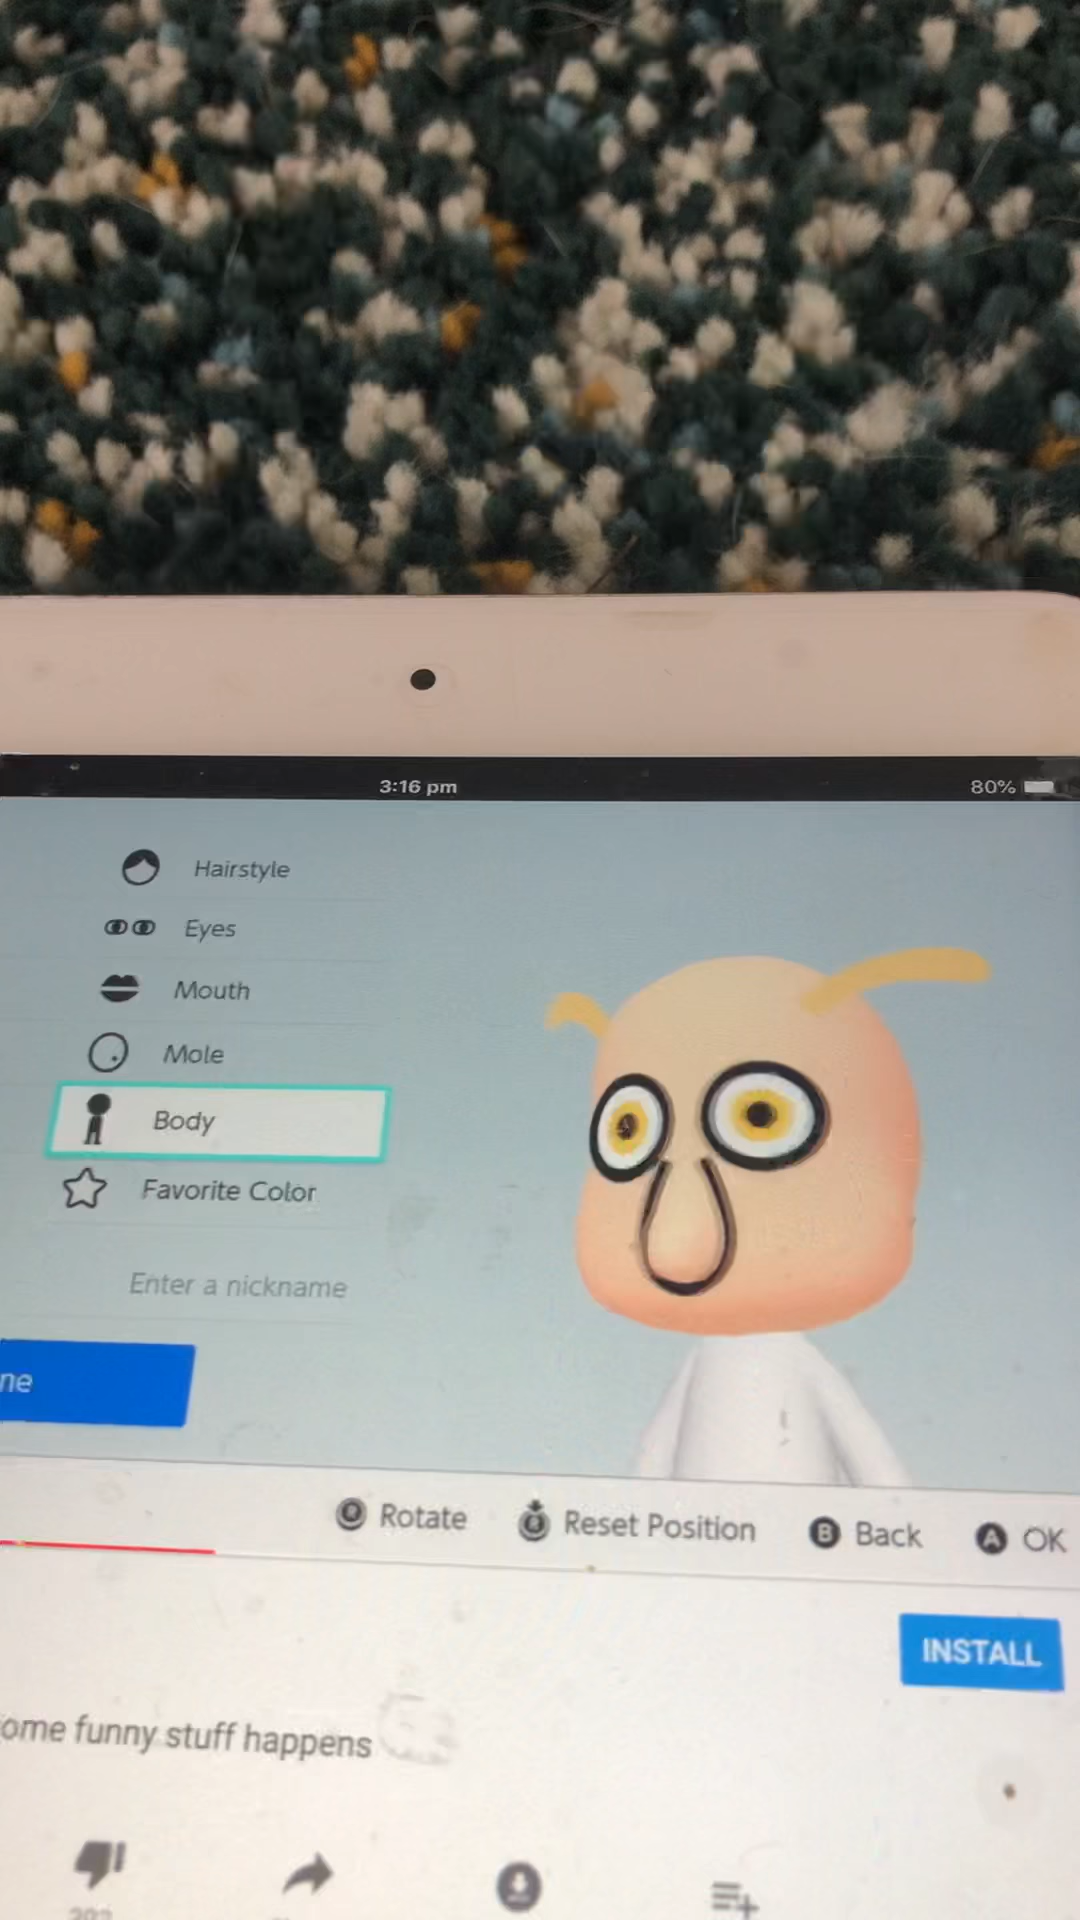 3:16 pm
80%
Hairstyle
Eyes
Mouth
Mole
Body
Favorite Color
Enter a nickname
ne
R Rotate
R Reset Position
B Back
A OK
INSTALL
ome funny stuff happens